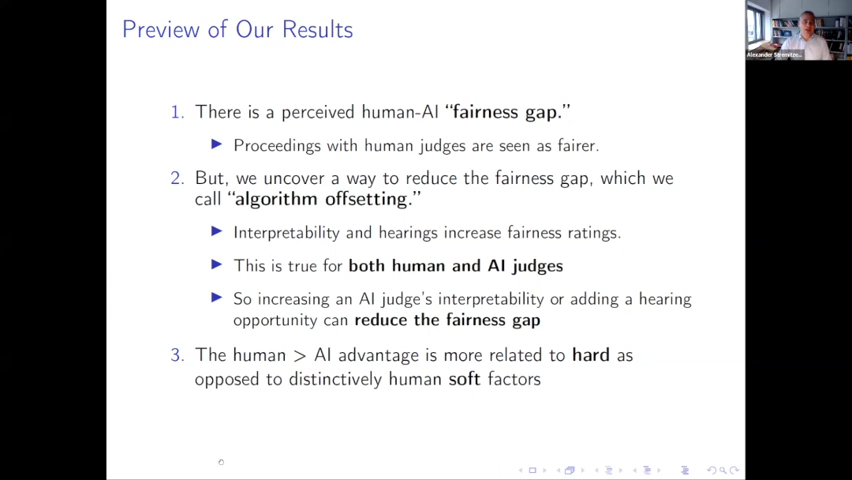 Preview of Our Results
Alexander Stremitze...
1. There is a perceived human-AI “fairness gap.”
Proceedings with human judges are seen as fairer.
2. But, we uncover a way to reduce the fairness gap, which we
call “algorithm offsetting.”
Interpretability and hearings increase fairness ratings.
This is true for both human and AI judges
So increasing an AI judge's interpretability or adding a hearing
opportunity can reduce the fairness gap
3. The human > AI advantage is more related to hard as
opposed to distinctively human soft factors